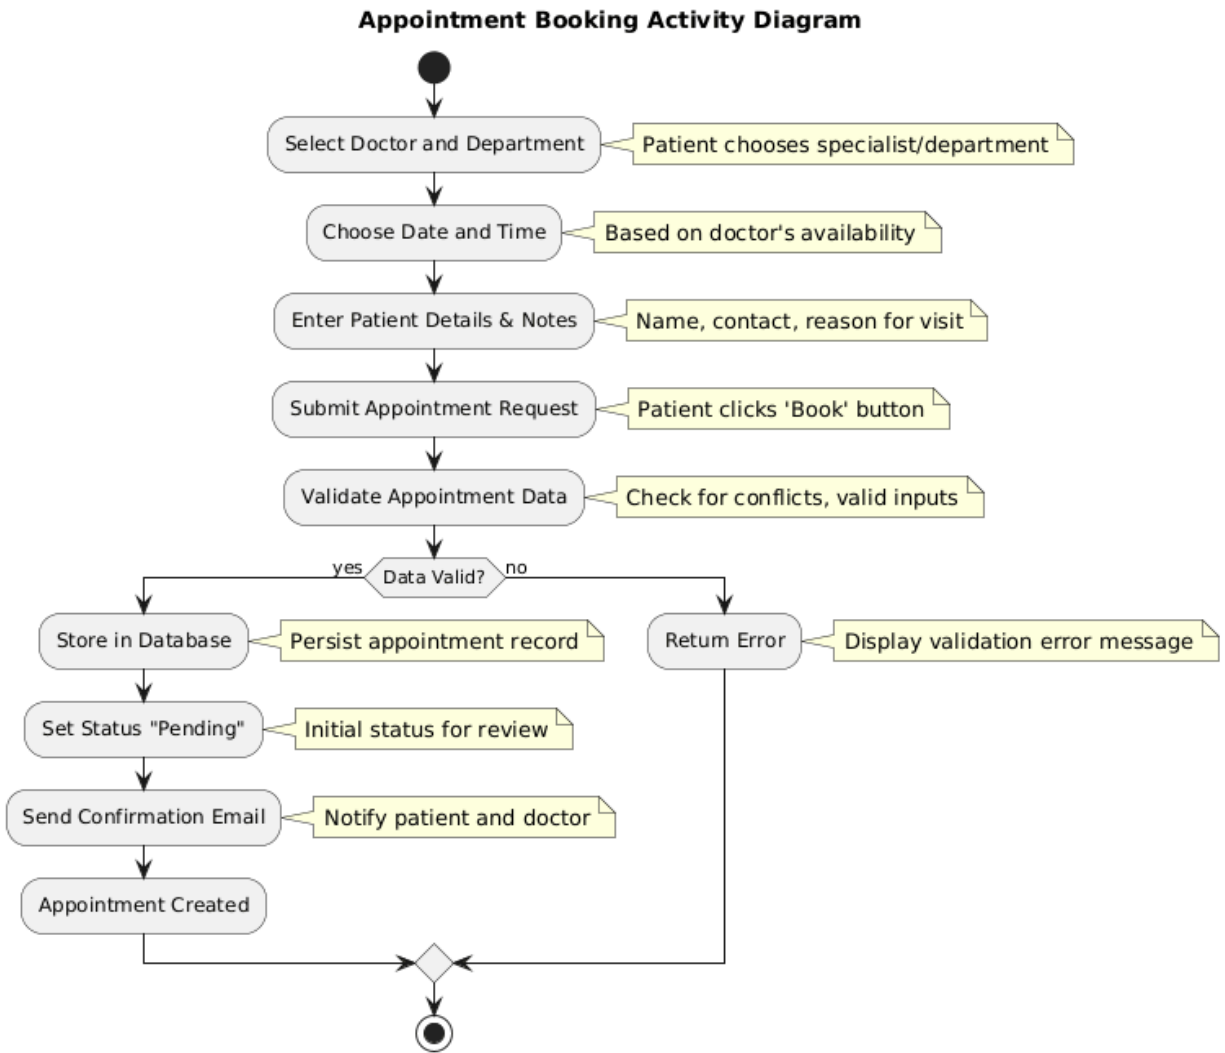 Appointment Booking Activity Diagram
Select Doctor and Department
Patient chooses specialist/department
Choose Date and Time
Based on doctor's availability
Enter Patient Details & Notes
Name, contact, reason for visit
Submit Appointment Request
Patient clicks 'Book' button
Validate Appointment Data
Check for conflicts, valid inputs
yes
Data Valid?
no
Store in Database
Persist appointment record
Return Error
Display validation error message
Set Status "Pending"
Initial status for review
Send Confirmation Email
Notify patient and doctor
Appointment Created